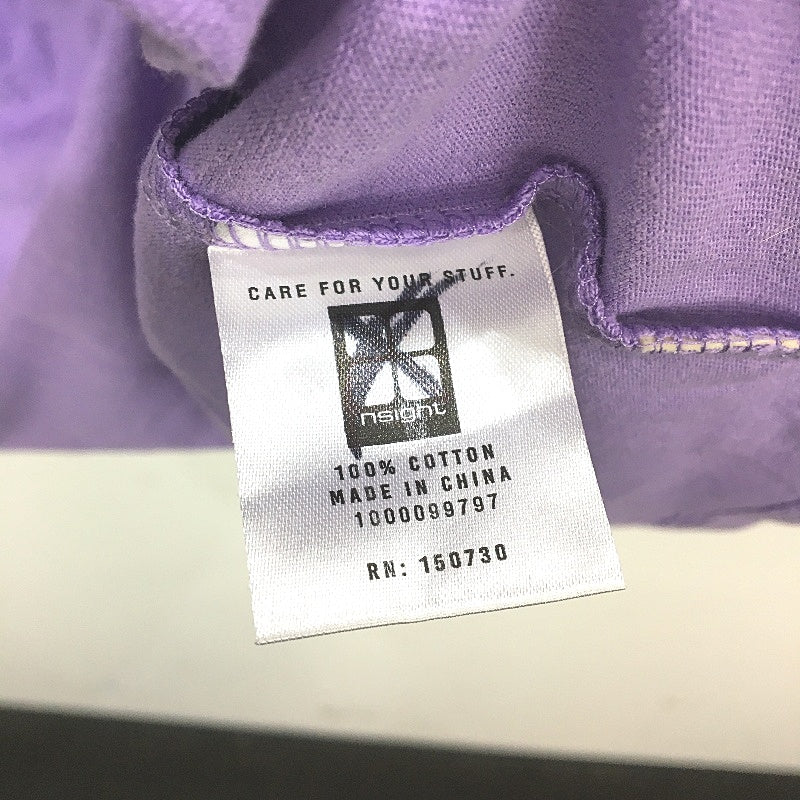 CARE FOR YOUR STUFF.
nsight
100% COTTON
MADE IN CHINA
1000099797
RN: 150730